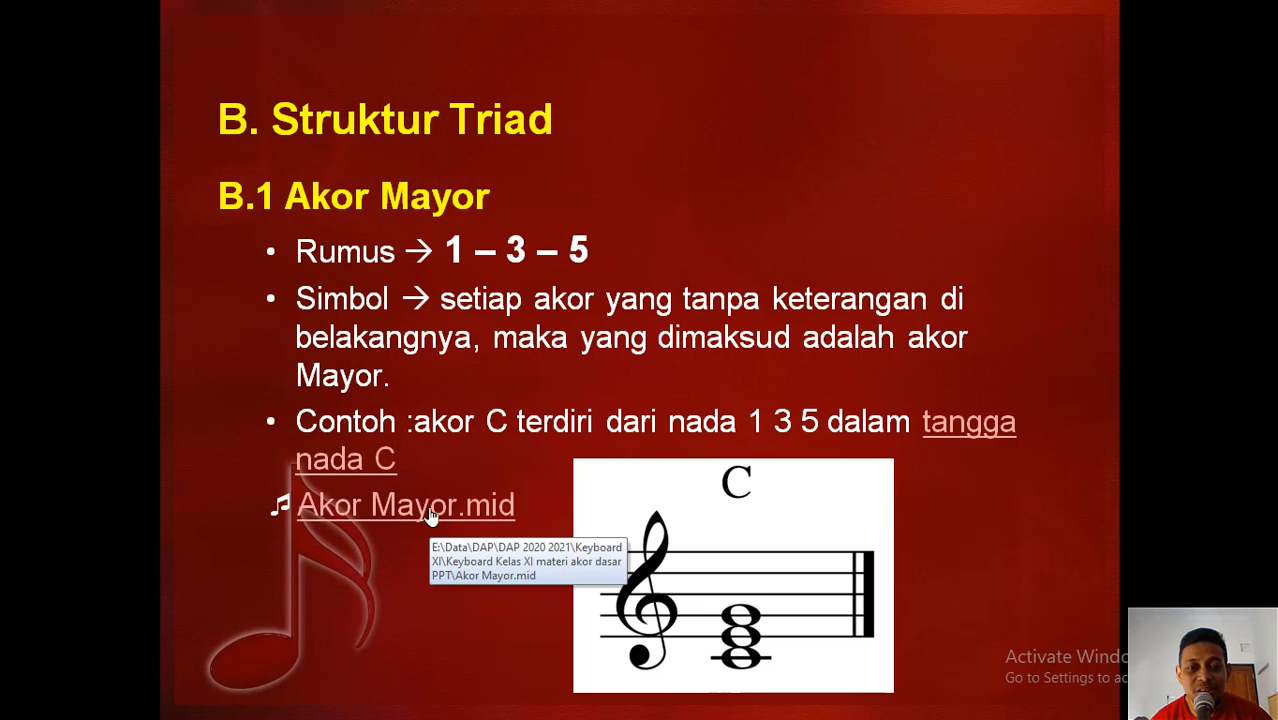 B. Struktur Triad
B.1 Akor Mayor
• Rumus → 1 – 3 – 5
• Simbol → setiap akor yang tanpa keterangan di
belakangnya, maka yang dimaksud adalah akor
Mayor.
• Contoh :akor C terdiri dari nada 1 3 5 dalam tangga
nada C
Akor Mayor.mid
E:\Data\DAP\DAP 2020 2021\Keyboard
XI\Keyboard Kelas XI materi akor dasar
PPT\Akor Mayor.mid
C
Activate Windo
Go to Settings to ac